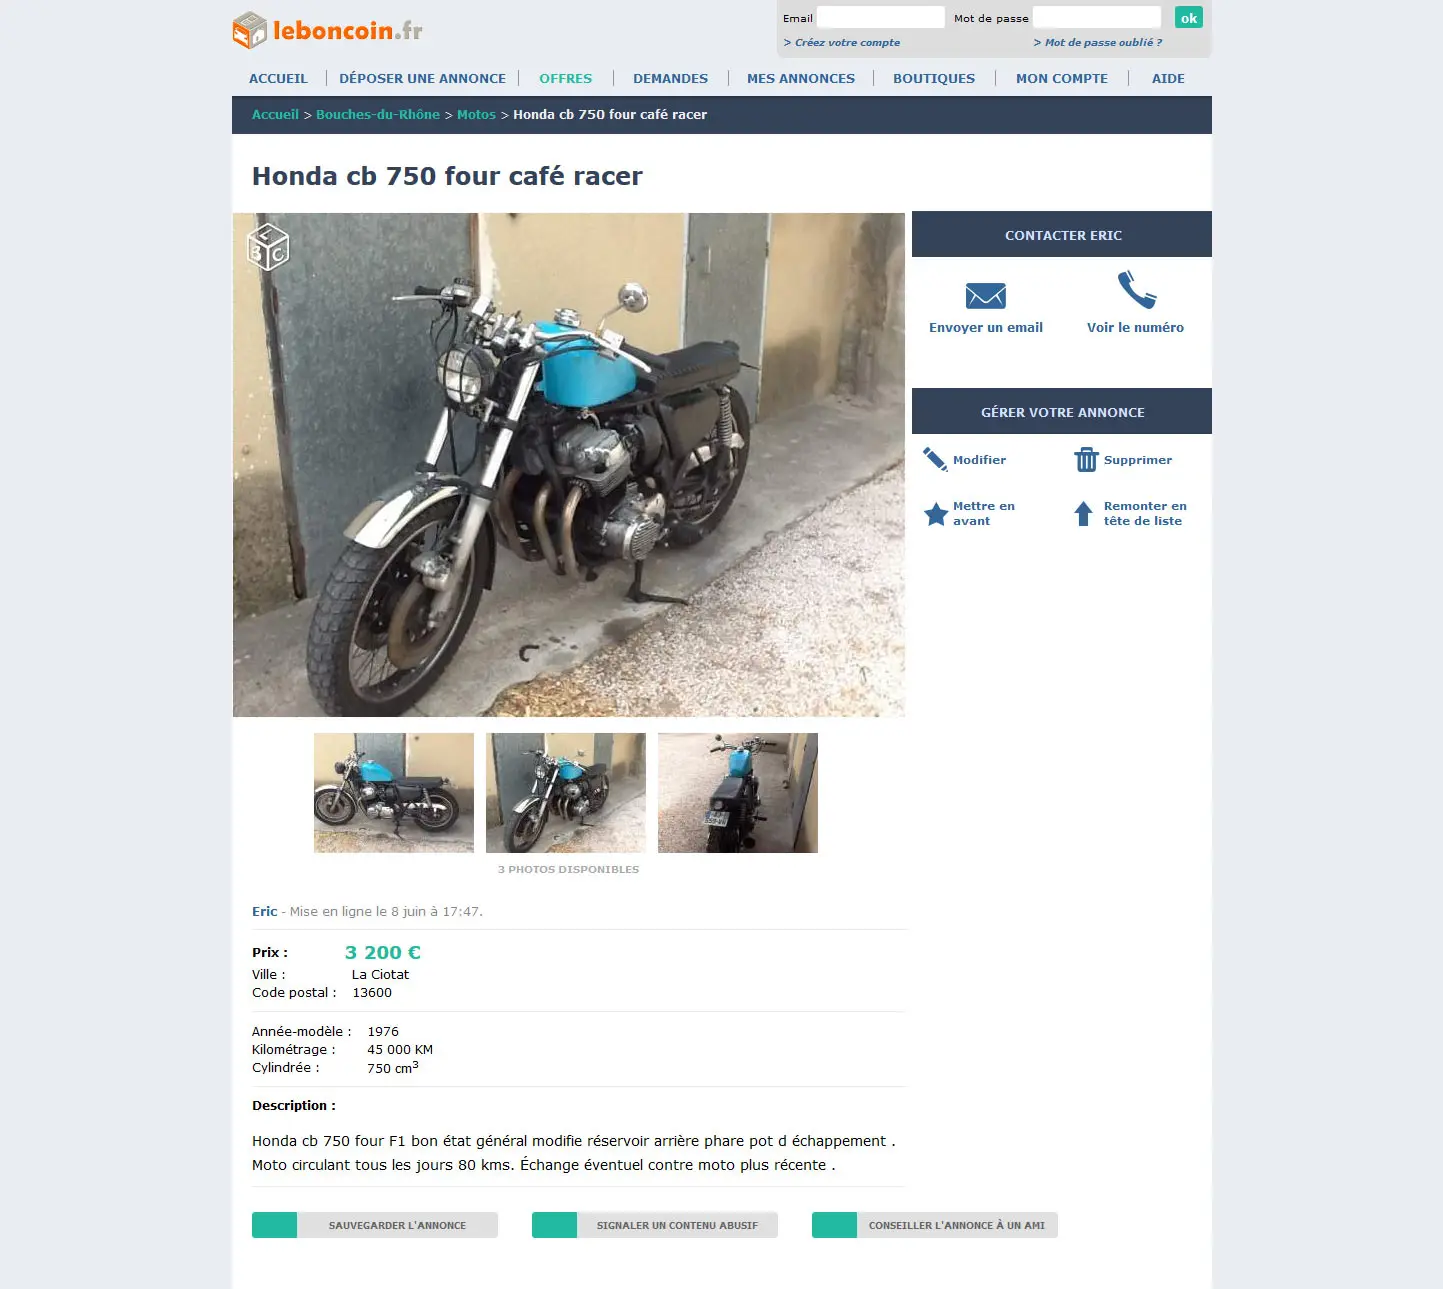 leboncoin.fr
Email
Mot de passe
ok
> Créez votre compte
> Mot de passe oublié ?
ACCUEIL
DÉPOSER UNE ANNONCE
OFFRES
DEMANDES
MES ANNONCES
BOUTIQUES
MON COMPTE
AIDE
Accueil > Bouches-du-Rhône > Motos > Honda cb 750 four café racer
Honda cb 750 four café racer
LBC
CONTACTER ERIC
Envoyer un email
Voir le numéro
GÉRER VOTRE ANNONCE
Modifier
Supprimer
Mettre en
avant
Remonter en
tête de liste
3 PHOTOS DISPONIBLES
Eric - Mise en ligne le 8 juin à 17:47.
Prix : 3 200 €
Ville : La Ciotat
Code postal : 13600
Année-modèle : 1976
Kilométrage : 45 000 KM
Cylindrée : 750 cm³
Description :
Honda cb 750 four F1 bon état général modifie réservoir arrière phare pot d échappement .
Moto circulant tous les jours 80 kms. Échange éventuel contre moto plus récente .
SAUVEGARDER L'ANNONCE
SIGNALER UN CONTENU ABUSIF
CONSEILLER L'ANNONCE À UN AMI